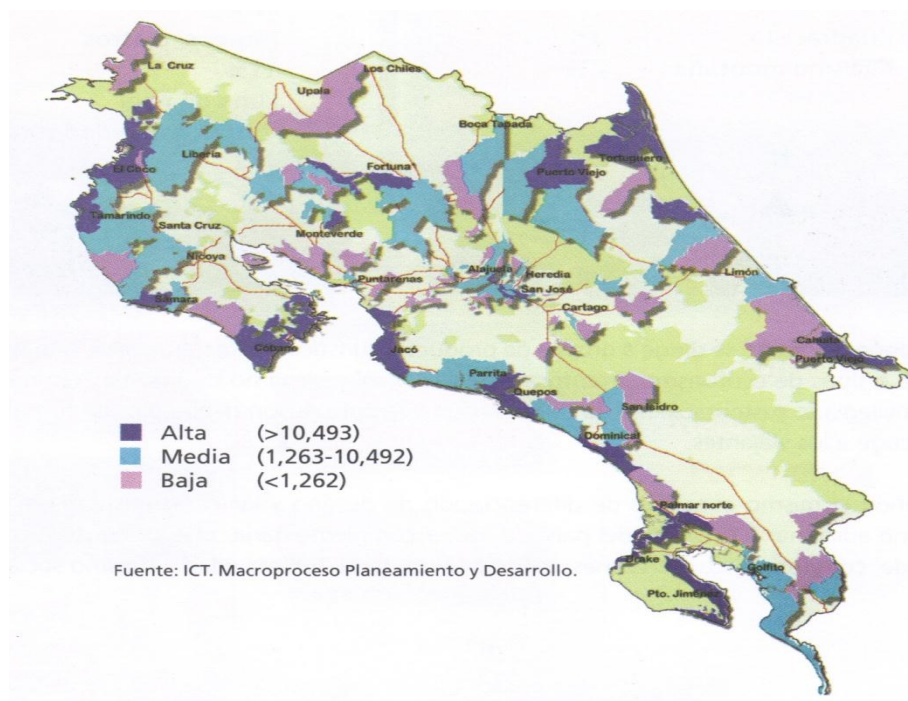 La Cruz
Los Chiles
Upala
Boca Tapada
Liberia
Fortuna
El Coco
Puerto Viejo
Tortuguero
Tamarindo
Santa Cruz
Monteverde
Nicoya
Puntarenas
Alajuela
Heredia
San José
Limón
Cartago
Sámara
Cóbano
Jacó
Cahuita
Puerto Viejo
Parrita
Quepos
San Isidro
Dominical
Alta (>10,493)
Media (1,263-10,492)
Baja (<1,262)
Palmar norte
Fuente: ICT. Macroproceso Planeamiento y Desarrollo.
Drake
Golfito
Pto. Jiménez